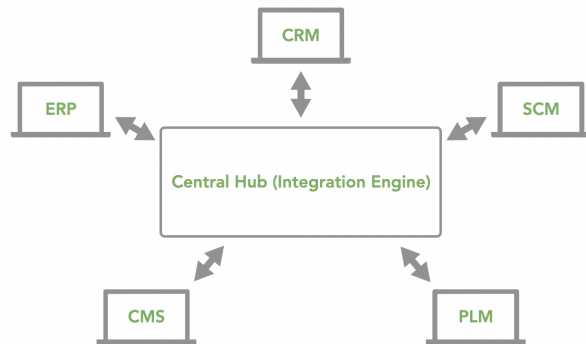 CRM
ERP
SCM
Central Hub (Integration Engine)
CMS
PLM